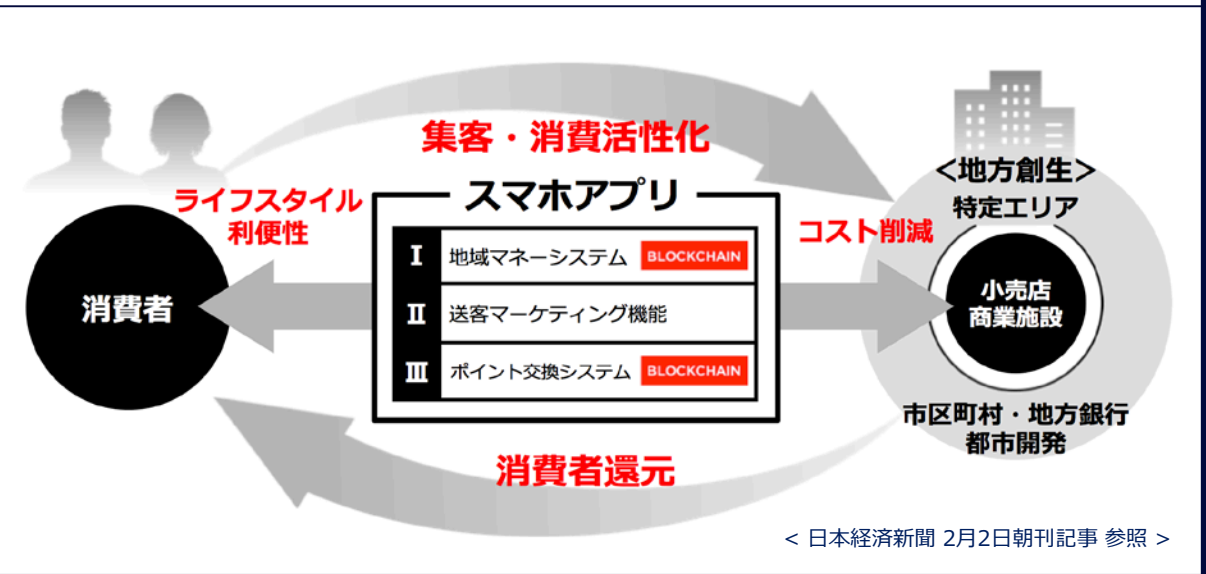 集客・消費活性化
<地方創生>
特定エリア
ライフスタイル
利便性
スマホアプリ
コスト削減
消費者
I 地域マネーシステム BLOCKCHAIN
II 送客マーケティング機能
III ポイント交換システム BLOCKCHAIN
小売店
商業施設
市区町村・地方銀行
都市開発
消費者還元
< 日本経済新聞 2月2日朝刊記事 参照 >